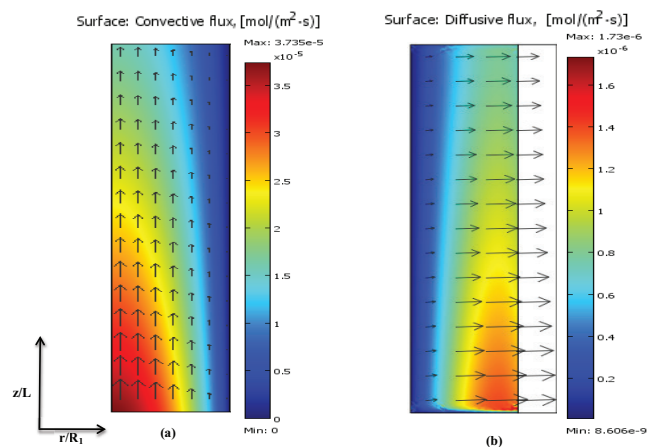 Surface: Convective flux, [mol/(m²·s)]
Surface: Diffusive flux, [mol/(m²·s)]
Max: 3.735e-5
×10⁻⁵
3.5
3
2.5
2
1.5
1
0.5
0
Min: 0
Max: 1.73e-6
×10⁻⁶
1.6
1.4
1.2
1
0.8
0.6
0.4
0.2
Min: 8.606e-9
z/L
r/R₁
(a)
(b)